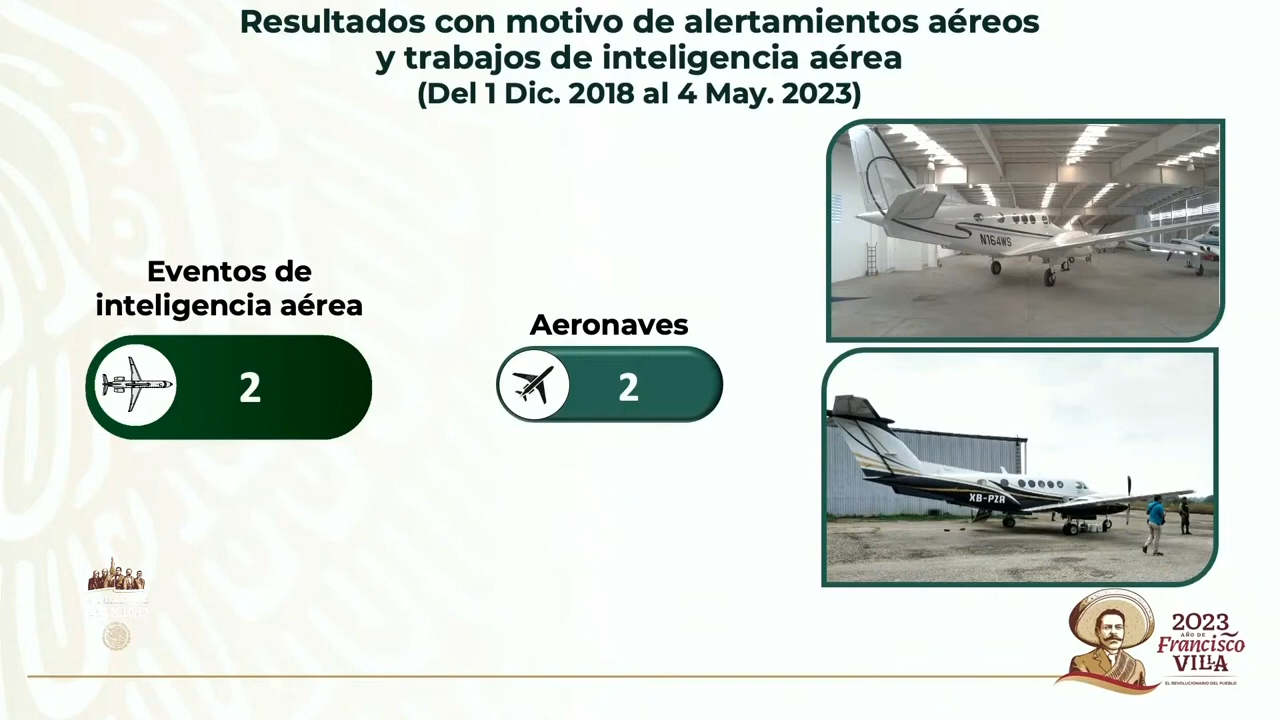 Resultados con motivo de alertamientos aéreos
y trabajos de inteligencia aérea
(Del 1 Dic. 2018 al 4 May. 2023)
Eventos de
inteligencia aérea
2
Aeronaves
2
N164WS
XB-PZR
2023
AÑO DE
Francisco
VILLA
EL REVOLUCIONARIO DEL PUEBLO